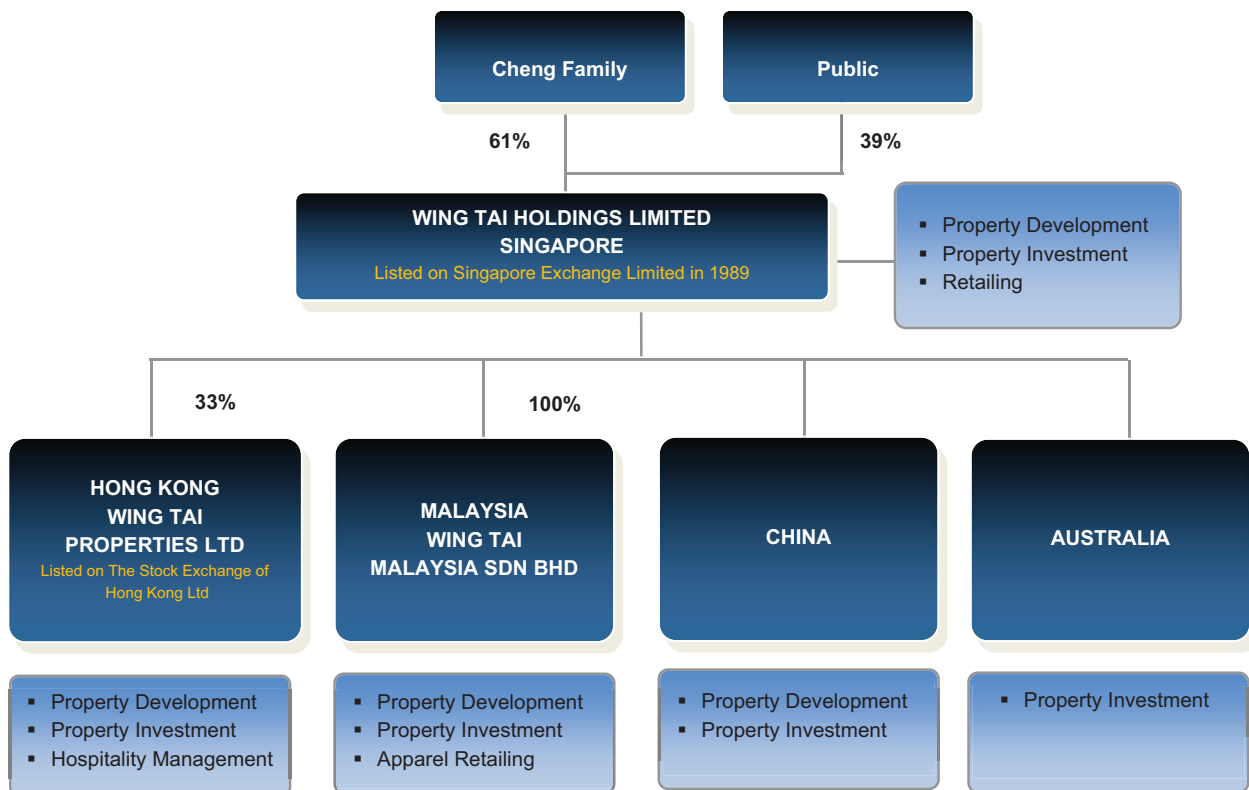 Cheng Family
Public
61%
39%
WING TAI HOLDINGS LIMITED
SINGAPORE
Listed on Singapore Exchange Limited in 1989
▪ Property Development
▪ Property Investment
▪ Retailing
33%
100%
HONG KONG
WING TAI
PROPERTIES LTD
Listed on The Stock Exchange of
Hong Kong Ltd
MALAYSIA
WING TAI
MALAYSIA SDN BHD
CHINA
AUSTRALIA
▪ Property Development
▪ Property Investment
▪ Hospitality Management
▪ Property Development
▪ Property Investment
▪ Apparel Retailing
▪ Property Development
▪ Property Investment
▪ Property Investment